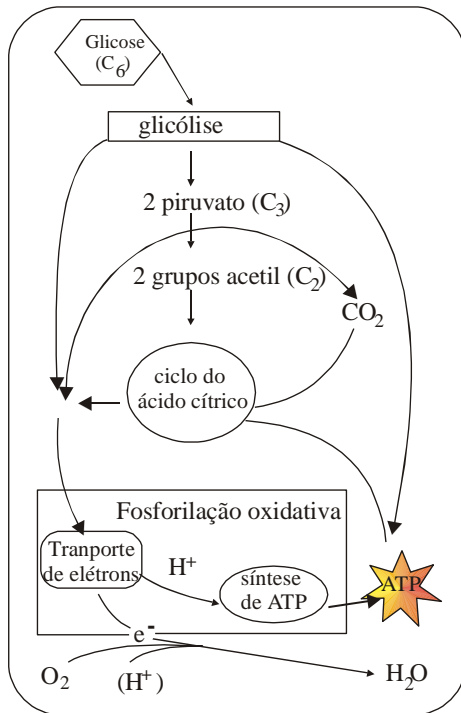 Glicose
(C6)
glicólise
2 piruvato (C3)
2 grupos acetil (C2)
CO2
ciclo do
ácido cítrico
Fosforilação oxidativa
Tranporte
de elétrons
H+
síntese
de ATP
ATP
e-
O2
(H+)
H2O